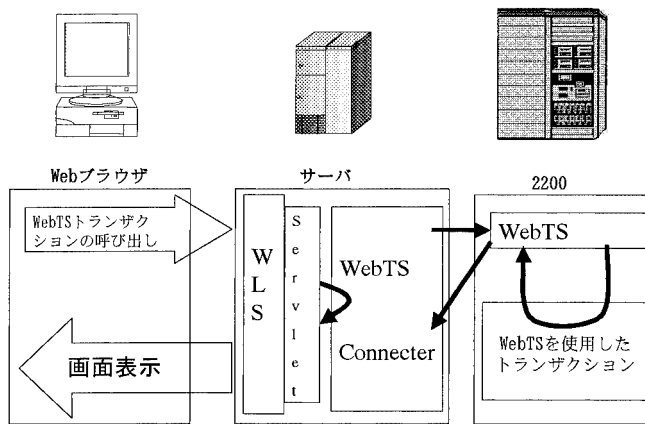 Webブラウザ
サーバ
2200
WebTSトランザク
ションの呼び出し
画面表示
WLS
Servlet
WebTS
Connecter
WebTS
WebTSを使用した
トランザクション